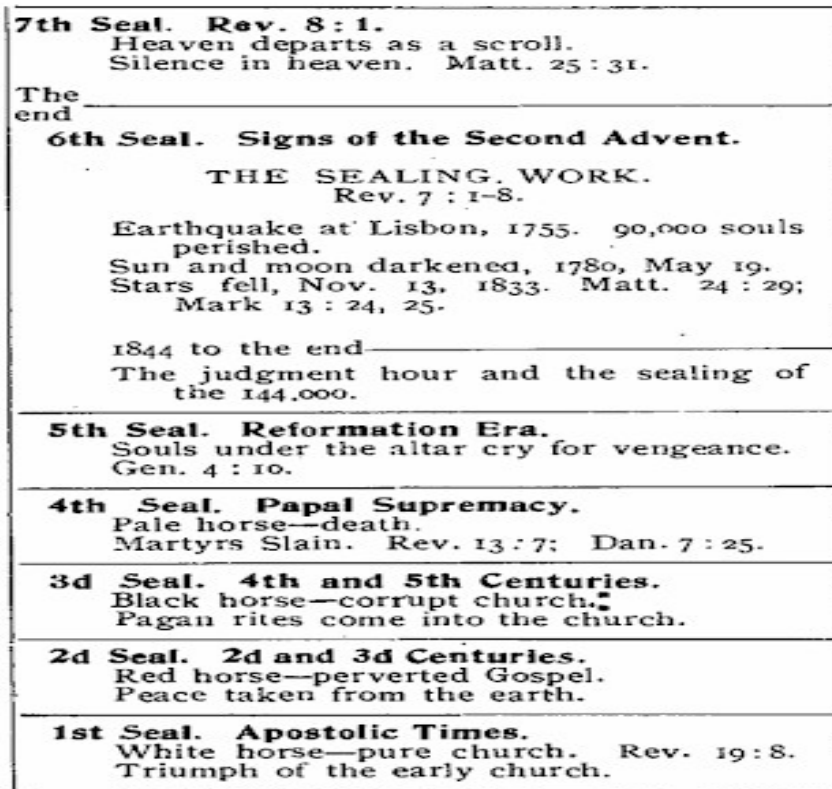 7th Seal. Rev. 8 : 1.
Heaven departs as a scroll.
Silence in heaven. Matt. 25 : 31.
The
end
6th Seal. Signs of the Second Advent.
THE SEALING WORK.
Rev. 7 : 1-8.
Earthquake at Lisbon, 1755. 90,000 souls
perished.
Sun and moon darkened, 1780, May 19.
Stars fell, Nov. 13, 1833. Matt. 24 : 29;
Mark 13 : 24, 25.
1844 to the end
The judgment hour and the sealing of
the 144,000.
5th Seal. Reformation Era.
Souls under the altar cry for vengeance.
Gen. 4 : 10.
4th Seal. Papal Supremacy.
Pale horse—death.
Martyrs Slain. Rev. 13 : 7; Dan. 7 : 25.
3d Seal. 4th and 5th Centuries.
Black horse—corrupt church.
Pagan rites come into the church.
2d Seal. 2d and 3d Centuries.
Red horse—perverted Gospel.
Peace taken from the earth.
1st Seal. Apostolic Times.
White horse—pure church. Rev. 19 : 8.
Triumph of the early church.